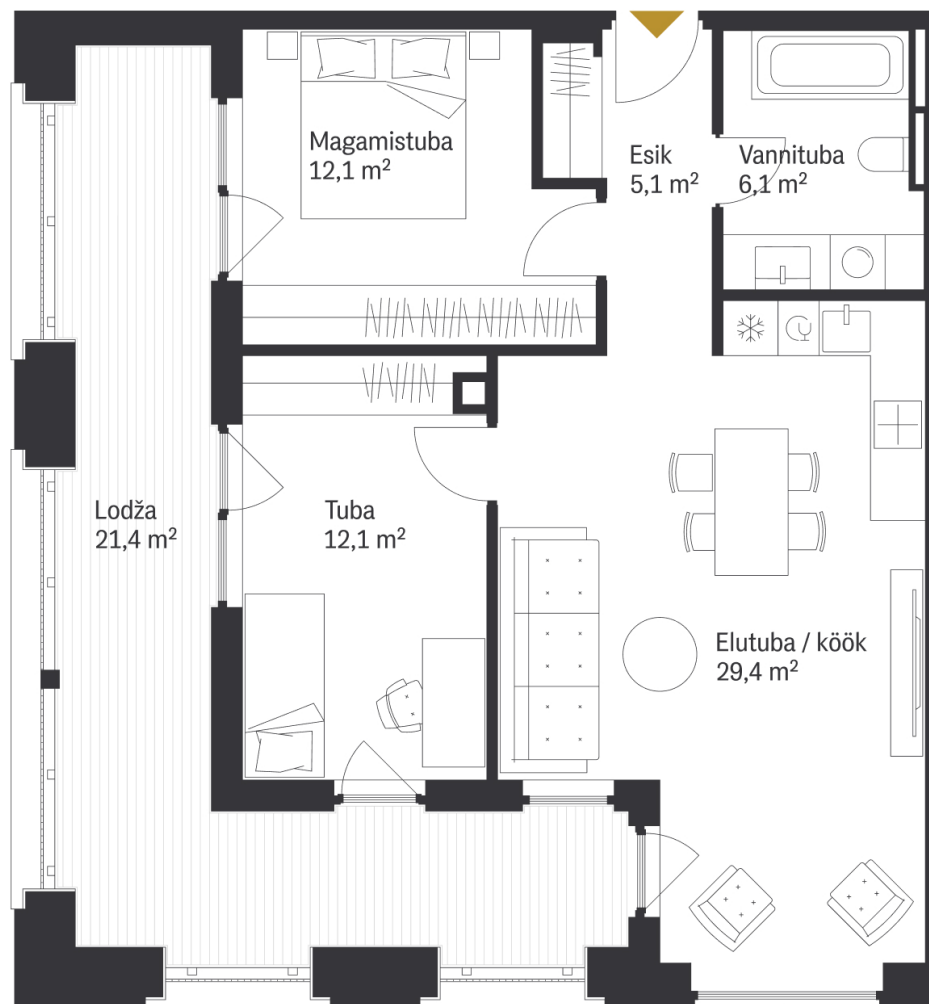 Magamistuba
12,1 m²
Esik
5,1 m²
Vannituba
6,1 m²
Lodža
21,4 m²
Tuba
12,1 m²
Elutuba / köök
29,4 m²